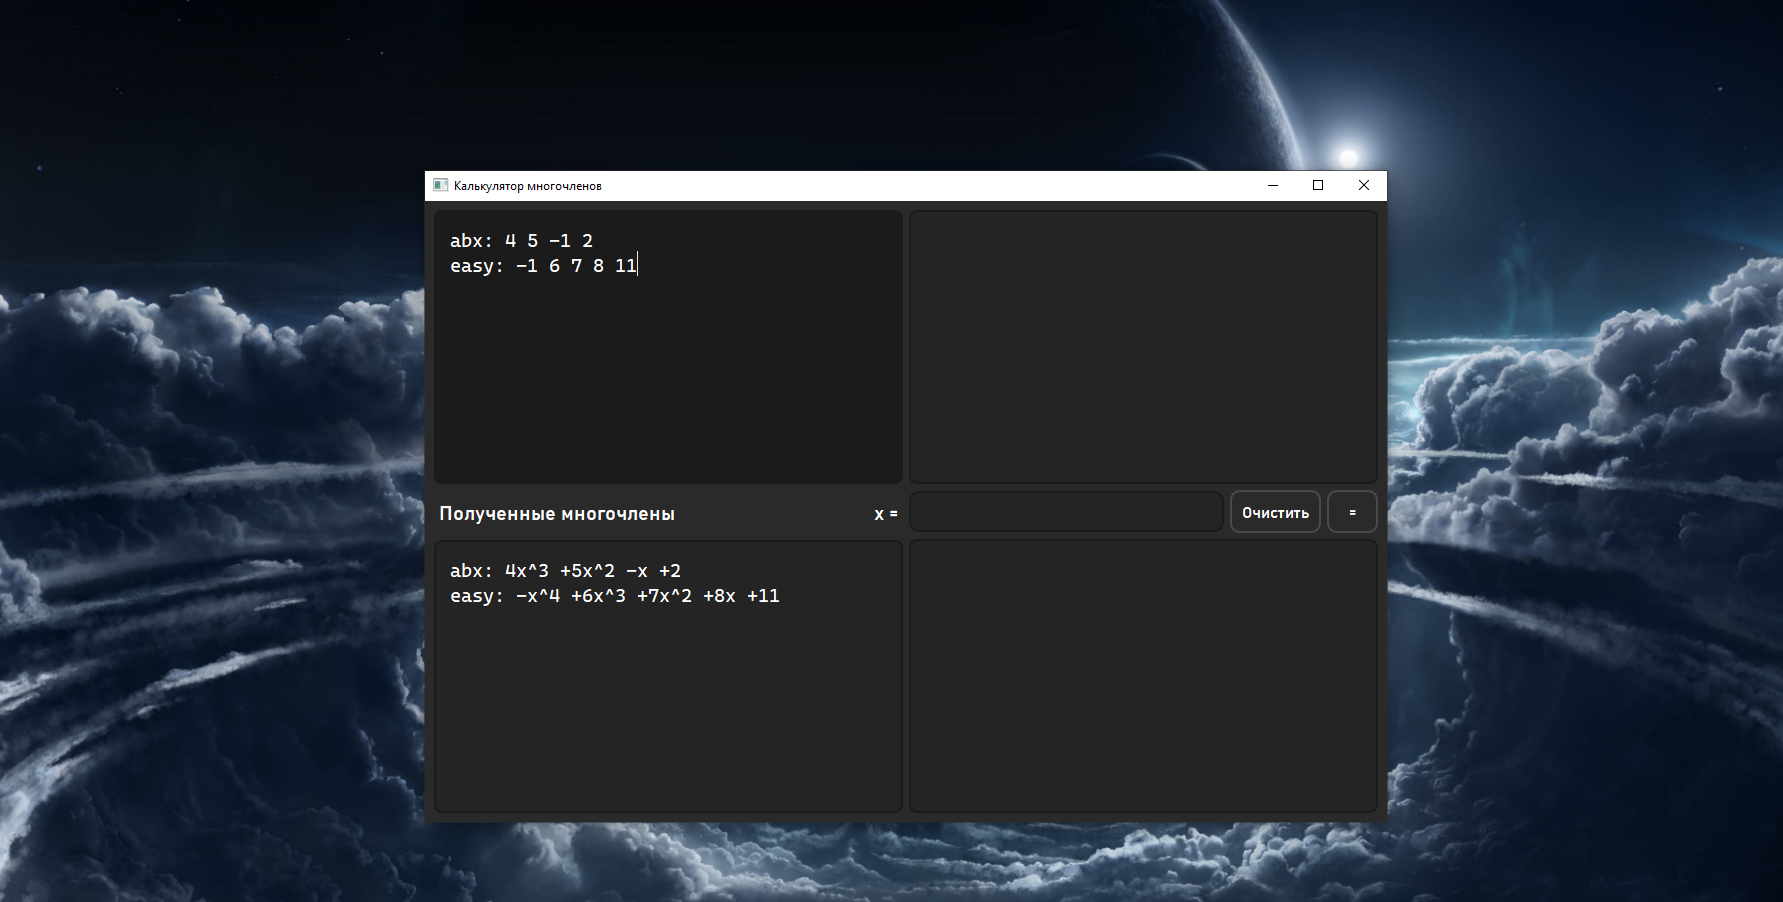 Калькулятор многочленов
abx: 4 5 -1 2
easy: -1 6 7 8 11
Полученные многочлены
x =
Очистить
=
abx: 4x^3 +5x^2 -x +2
easy: -x^4 +6x^3 +7x^2 +8x +11